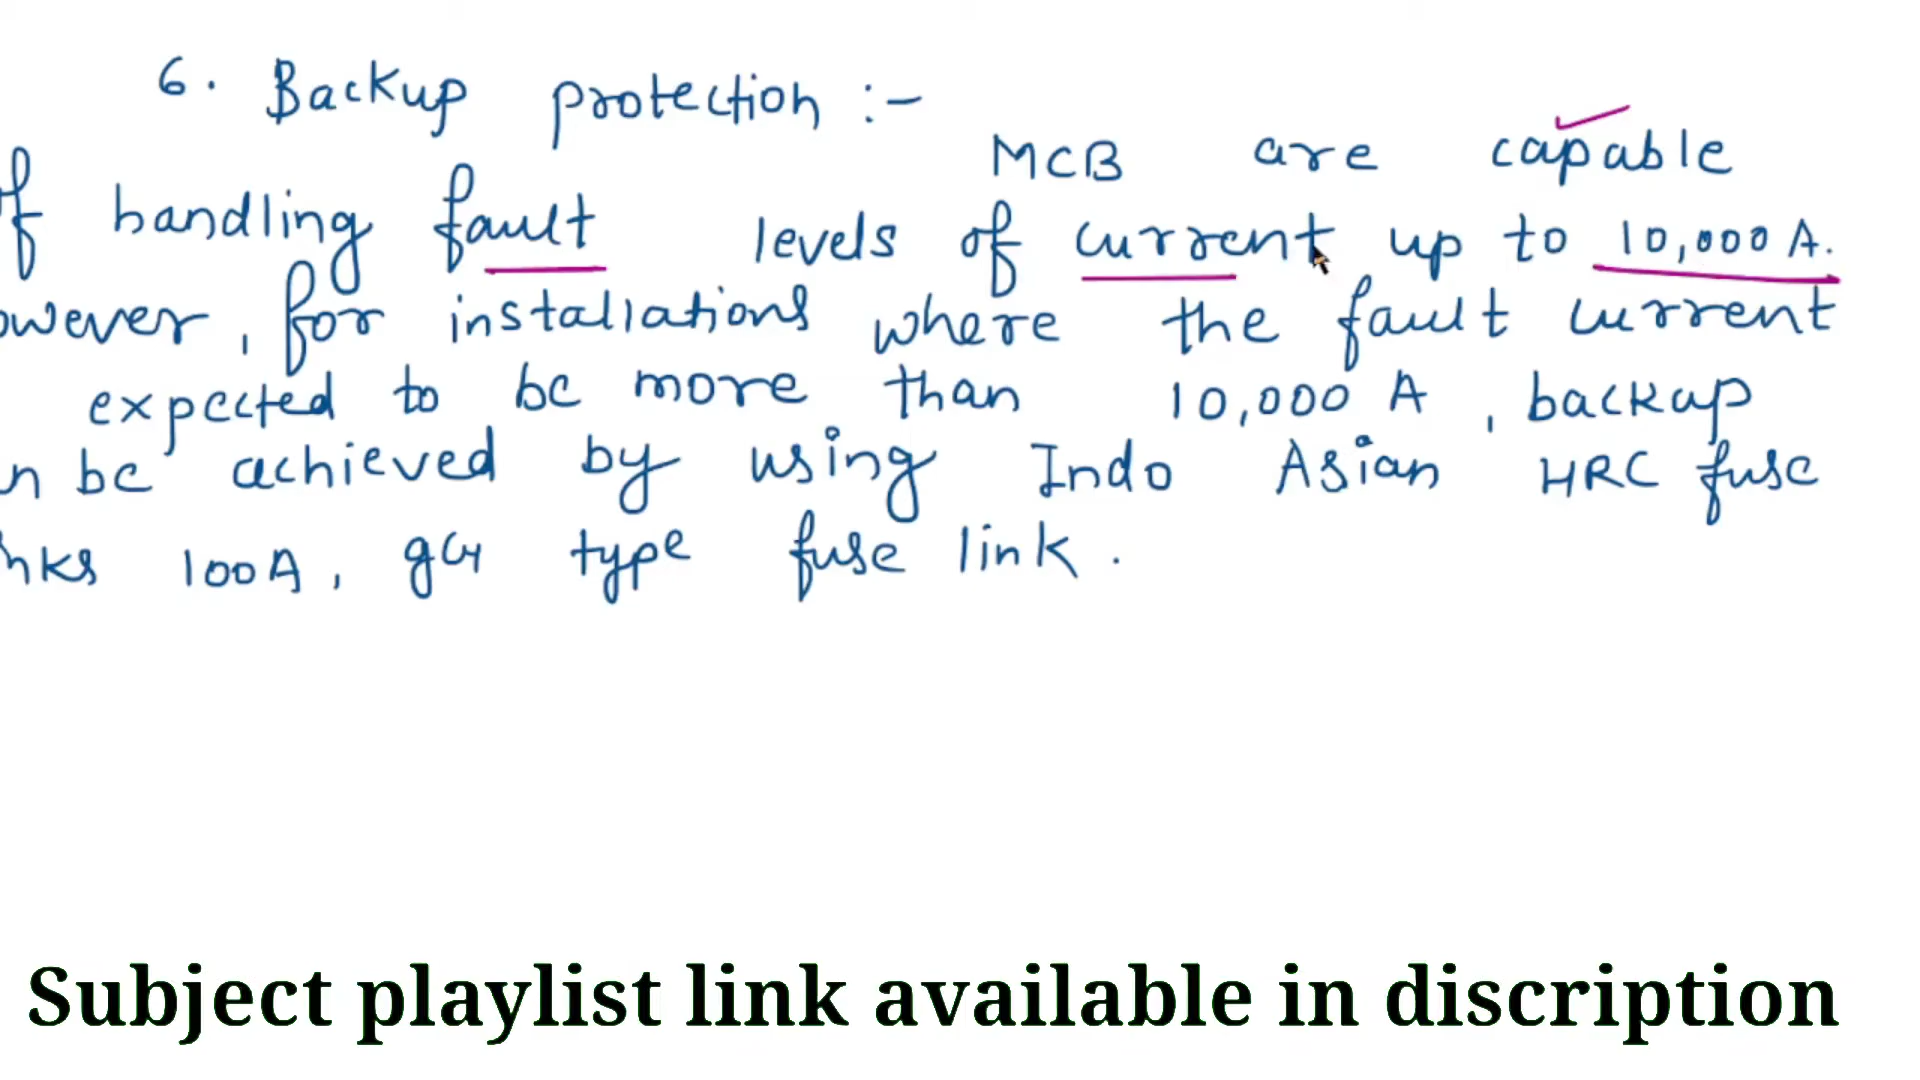 6. Backup protection :-
MCB are capable
of handling fault levels of current up to 10,000 A.
owever, for installations where the fault current
expected to be more than 10,000 A, backup
n be achieved by using Indo Asian HRC fuse
nks 100A, gG type fuse link.
Subject playlist link available in discription